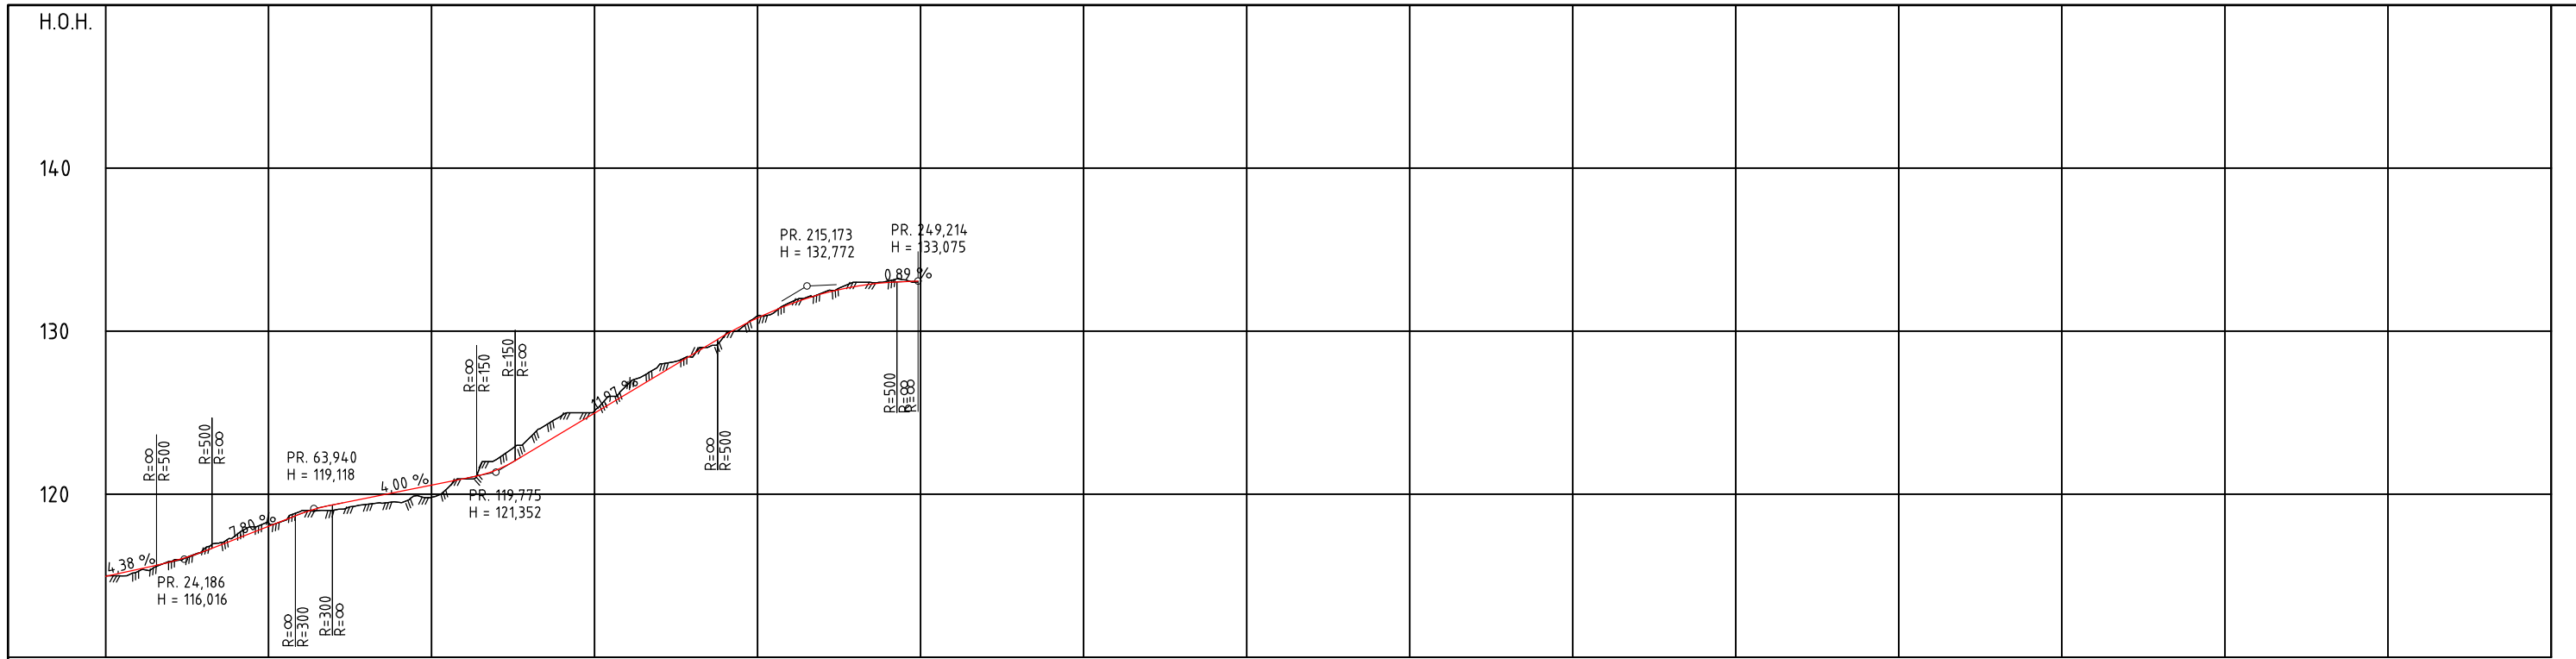 H.O.H.
140
130
120
PR. 215,173
H = 132,772
PR. 249,214
H = 133,075
0,89 %
R=500
R=∞
R=∞
11,97 %
R=∞
R=500
R=∞
R=150
R=150
R=∞
PR. 119,775
H = 121,352
4,00 %
PR. 63,940
H = 119,118
R=∞
R=300
R=300
R=∞
7,80 %
R=∞
R=500
R=500
R=∞
4,38 %
PR. 24,186
H = 116,016